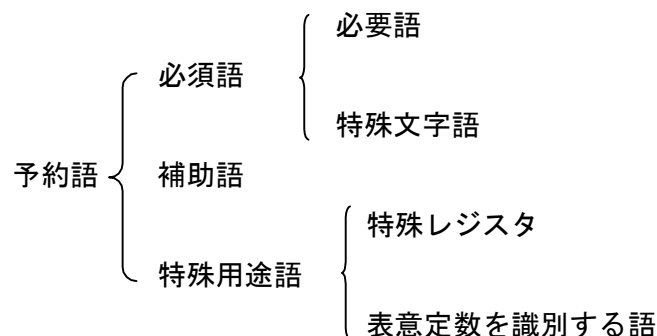 必要語
必須語
特殊文字語
予約語
補助語
特殊レジスタ
特殊用途語
表意定数を識別する語